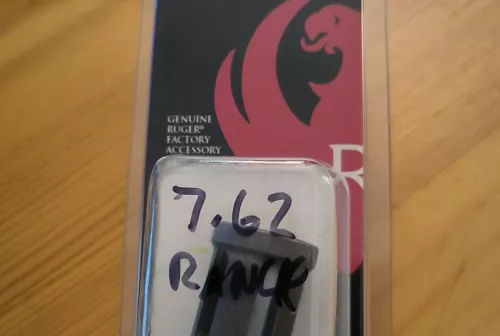 GENUINE
RUGER®
FACTORY
ACCESSORY
R
7.62
RANCH